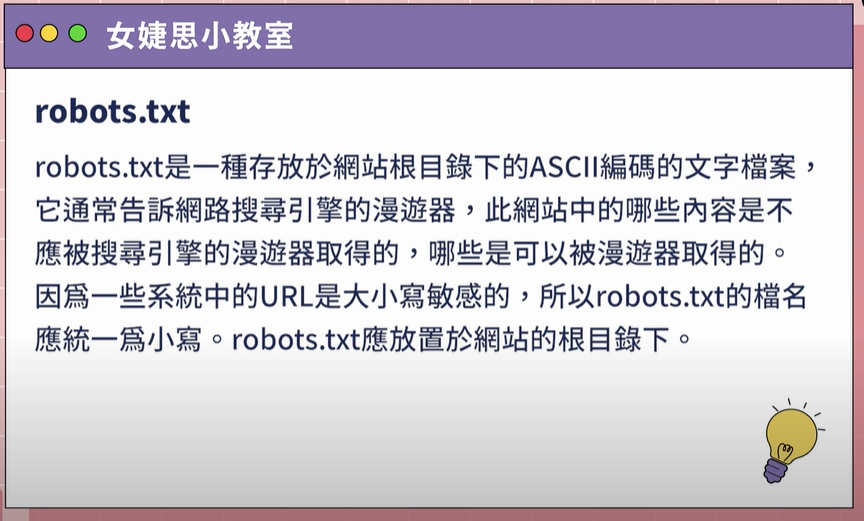 女婕思小教室
robots.txt
robots.txt是一種存放於網站根目錄下的ASCII編碼的文字檔案，
它通常告訴網路搜尋引擎的漫遊器，此網站中的哪些內容是不
應被搜尋引擎的漫遊器取得的，哪些是可以被漫遊器取得的。
因爲一些系統中的URL是大小寫敏感的，所以robots.txt的檔名
應統一爲小寫。robots.txt應放置於網站的根目錄下。